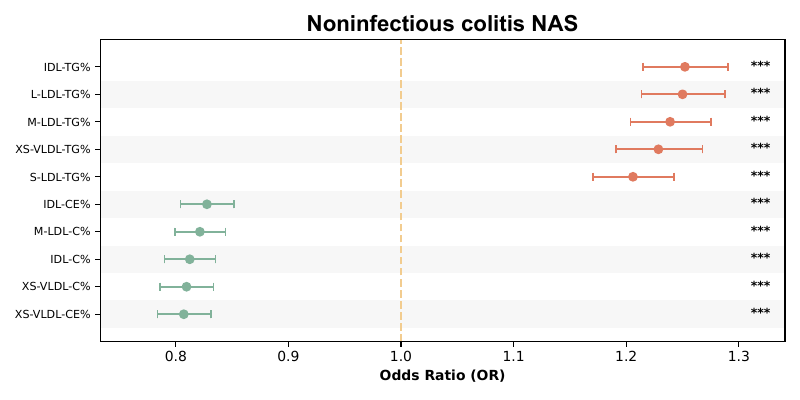 Noninfectious colitis NAS
IDL-TG% ***
L-LDL-TG% ***
M-LDL-TG% ***
XS-VLDL-TG% ***
S-LDL-TG% ***
IDL-CE% ***
M-LDL-C% ***
IDL-C% ***
XS-VLDL-C% ***
XS-VLDL-CE% ***
0.8 0.9 1.0 1.1 1.2 1.3
Odds Ratio (OR)